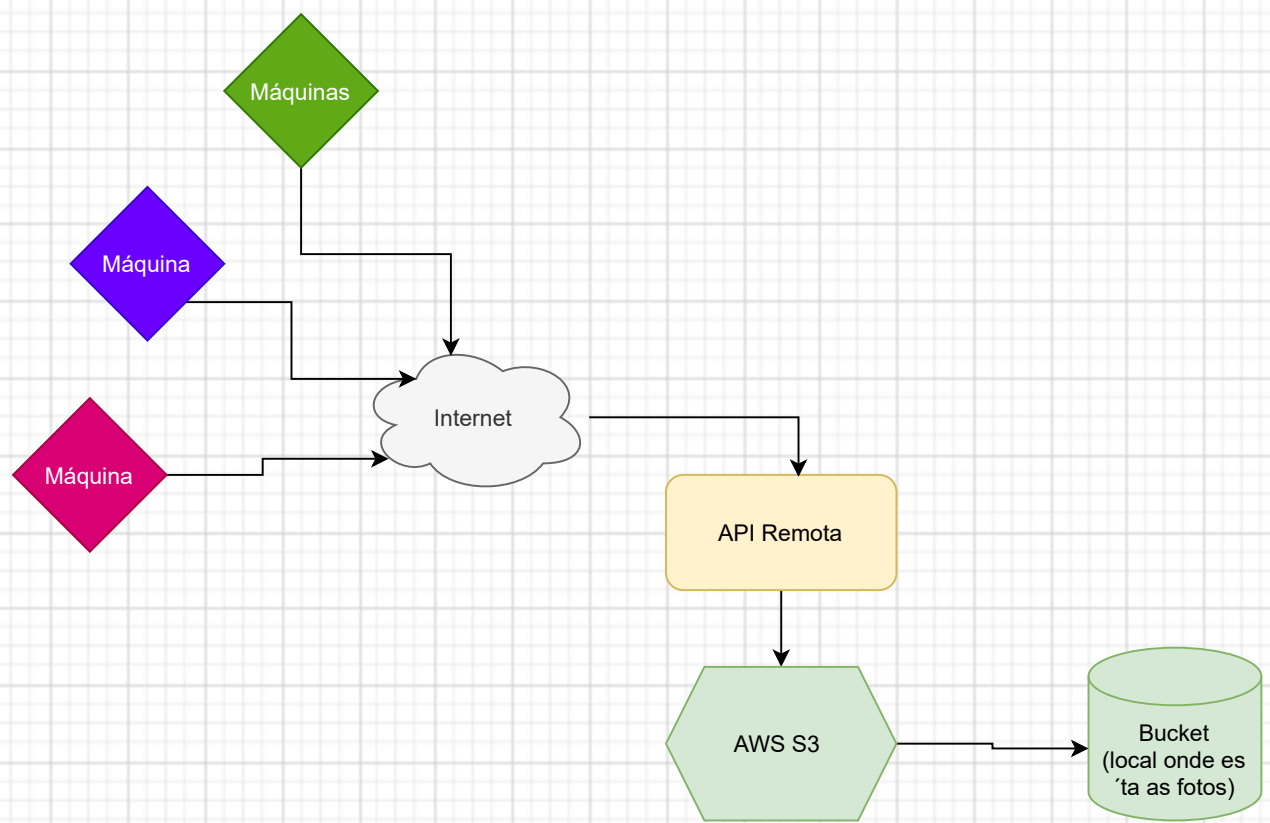 Máquinas
Máquina
Internet
Máquina
API Remota
AWS S3
Bucket
(local onde es
´ta as fotos)